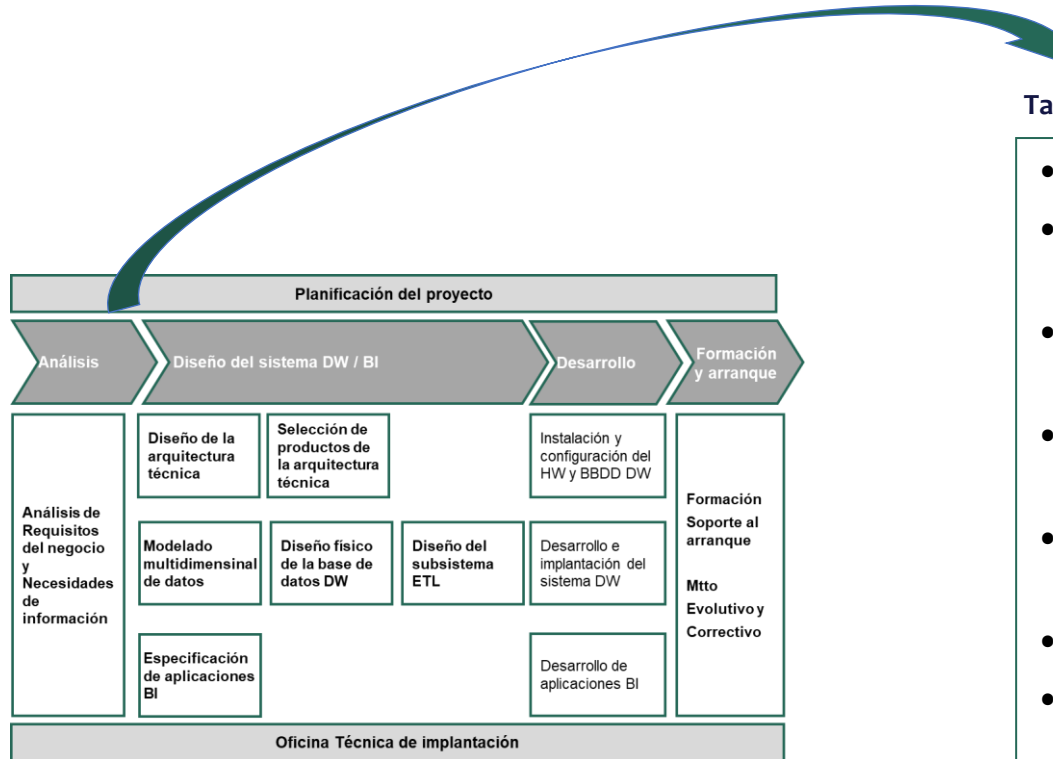 Ta
Planificación del proyecto
Análisis
Diseño del sistema DW / BI
Desarrollo
Formación
y arranque
Análisis de
Requisitos
del negocio
y
Necesidades
de
información
Diseño de la
arquitectura
técnica
Selección de
productos de
la arquitectura
técnica
Instalación y
configuración del
HW y BBDD DW
Modelado
multidimensinal
de datos
Diseño físico
de la base de
datos DW
Diseño del
subsistema
ETL
Desarrollo e
implantación del
sistema DW
Especificación
de aplicaciones
BI
Desarrollo de
aplicaciones BI
Formación
Soporte al
arranque
Mtto
Evolutivo y
Correctivo
Oficina Técnica de implantación